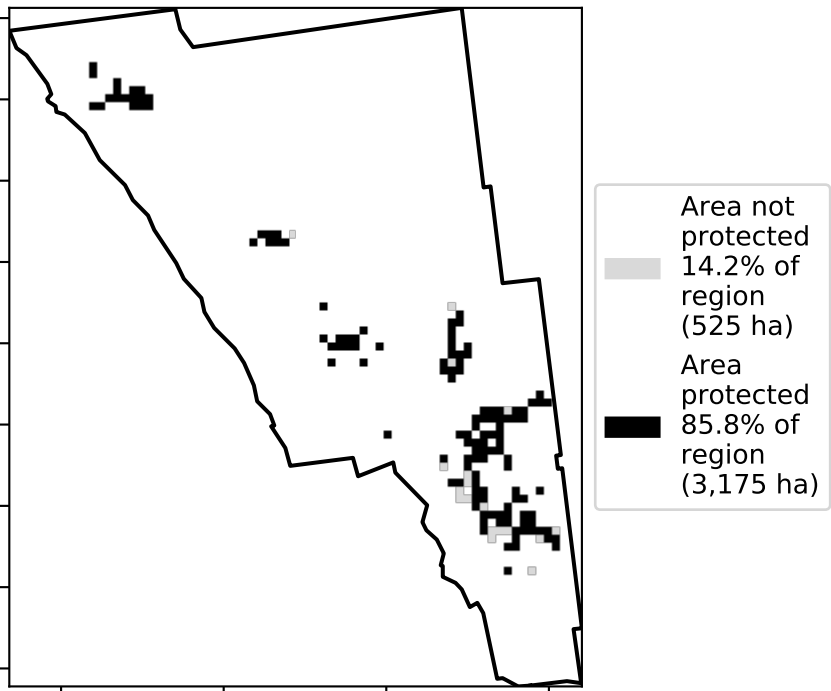 Area not
protected
14.2% of
region
(525 ha)
Area
protected
85.8% of
region
(3,175 ha)